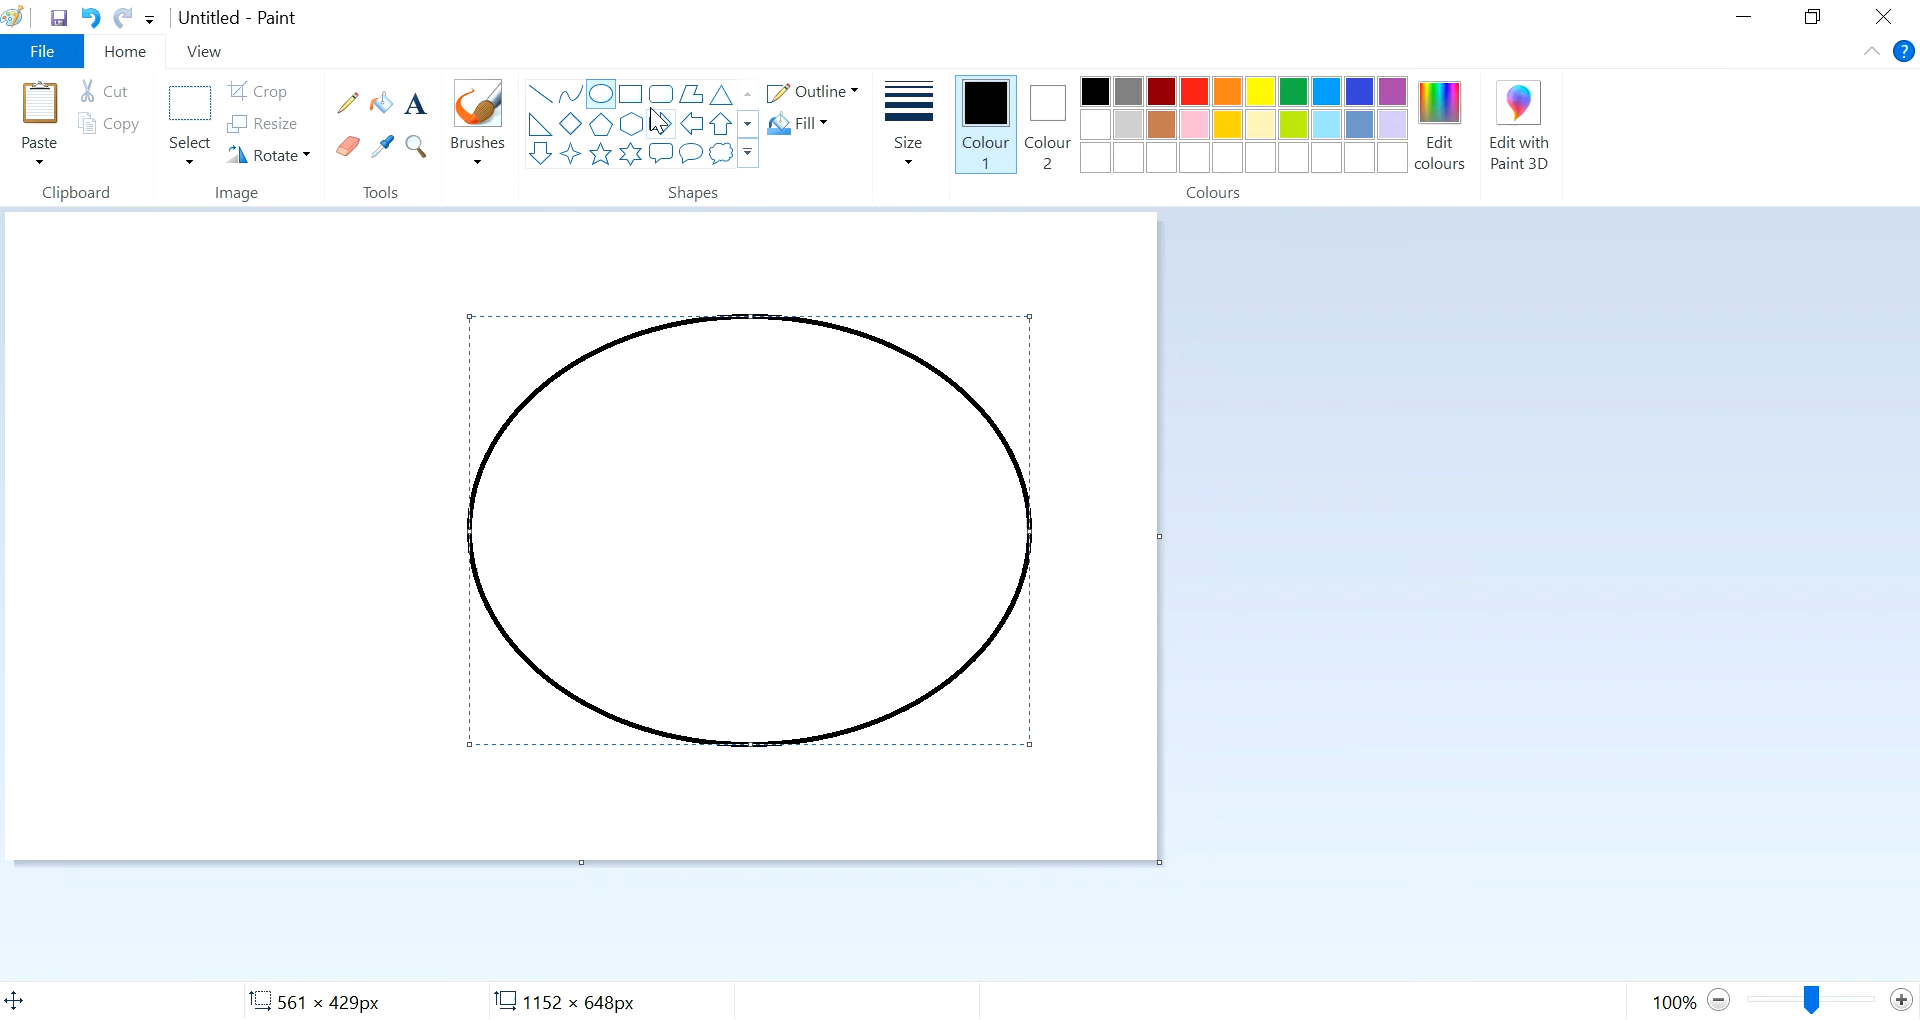 Untitled - Paint
File Home View
Paste
Cut
Copy
Clipboard
Select
Crop
Resize
Rotate
Image
A
Tools
Brushes
Shapes
Outline
Fill
Size
Colour 1
Colour 2
Colours
Edit colours
Edit with Paint 3D
?
561 × 429px
1152 × 648px
100%